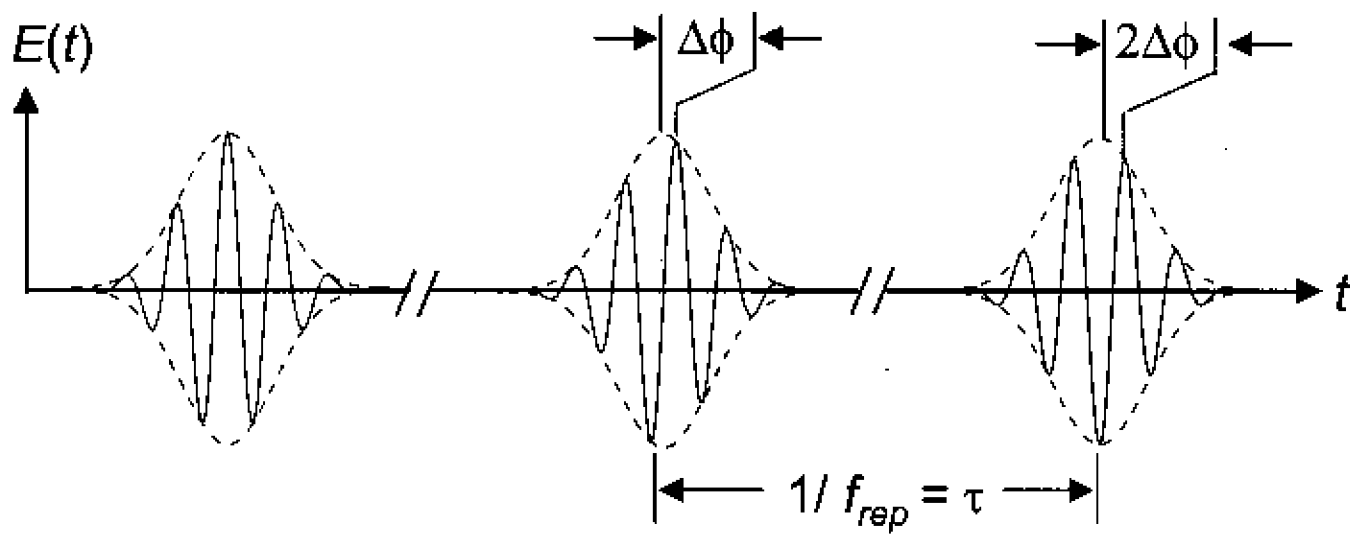 E(t)
Δϕ
2Δϕ
t
1/ f_rep = τ